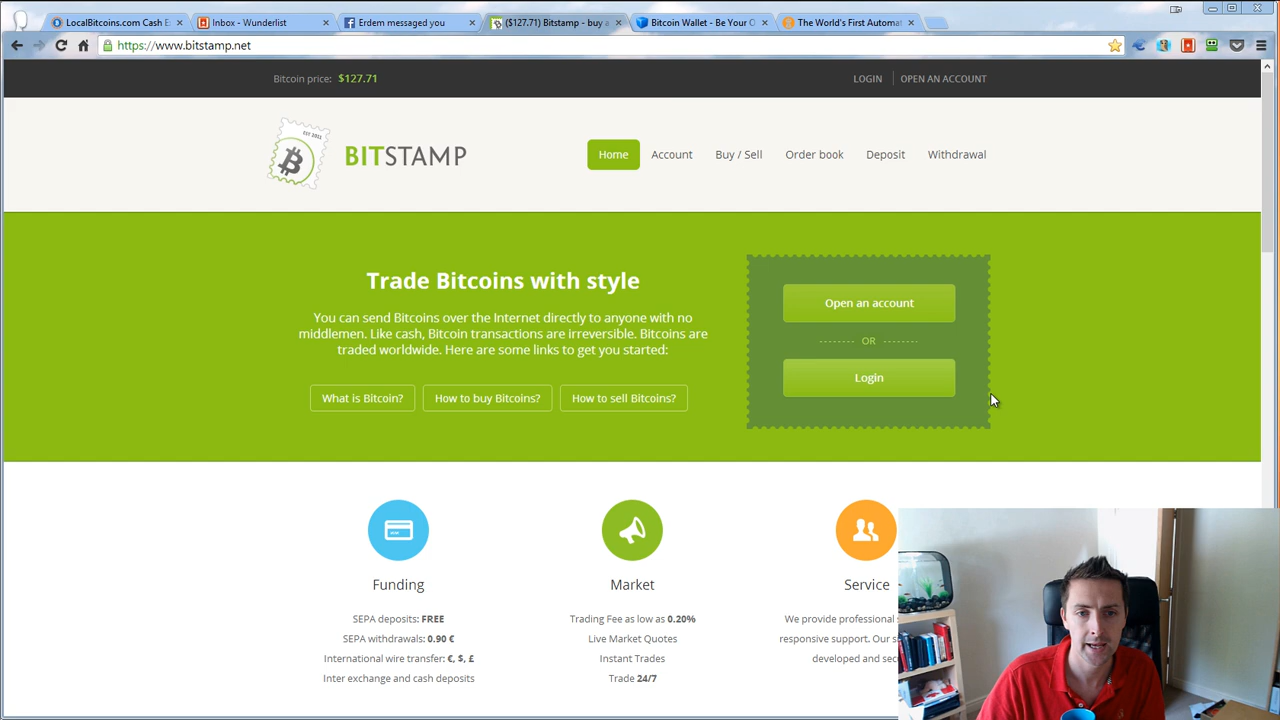 LocalBitcoins.com Cash E
Inbox - Wunderlist
Erdem messaged you
($127.71) Bitstamp - buy a
Bitcoin Wallet - Be Your O
The World's First Automat
https://www.bitstamp.net
Bitcoin price: $127.71
LOGIN
OPEN AN ACCOUNT
EST 2011
BITSTAMP
Home
Account
Buy / Sell
Order book
Deposit
Withdrawal
Trade Bitcoins with style
You can send Bitcoins over the Internet directly to anyone with no
middlemen. Like cash, Bitcoin transactions are irreversible. Bitcoins are
traded worldwide. Here are some links to get you started:
What is Bitcoin?
How to buy Bitcoins?
How to sell Bitcoins?
Open an account
OR
Login
Funding
SEPA deposits: FREE
SEPA withdrawals: 0.90 €
International wire transfer: €, $, £
Inter exchange and cash deposits
Market
Trading Fee as low as 0.20%
Live Market Quotes
Instant Trades
Trade 24/7
Service
We provide professional
responsive support. Our s
developed and sec